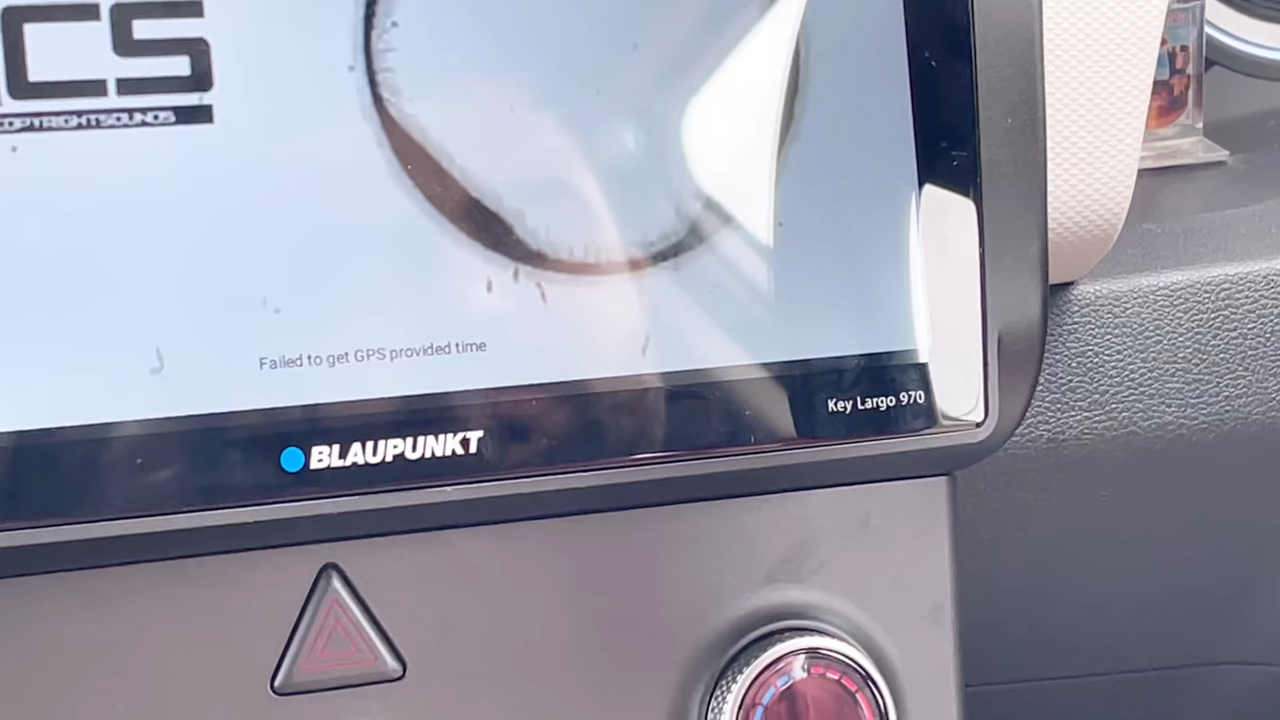 CS
COPYRIGHTSOUNDS
Failed to get GPS provided time
Key Largo 970
BLAUPUNKT